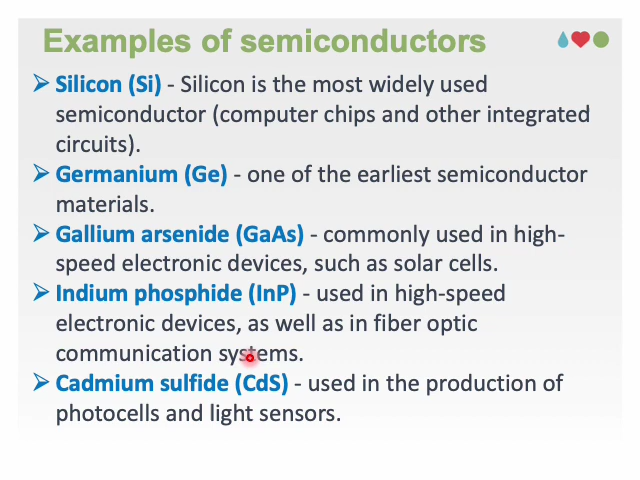 Examples of semiconductors
Silicon (Si) - Silicon is the most widely used
semiconductor (computer chips and other integrated
circuits).
Germanium (Ge) - one of the earliest semiconductor
materials.
Gallium arsenide (GaAs) - commonly used in high-
speed electronic devices, such as solar cells.
Indium phosphide (InP) - used in high-speed
electronic devices, as well as in fiber optic
communication systems.
Cadmium sulfide (CdS) - used in the production of
photocells and light sensors.